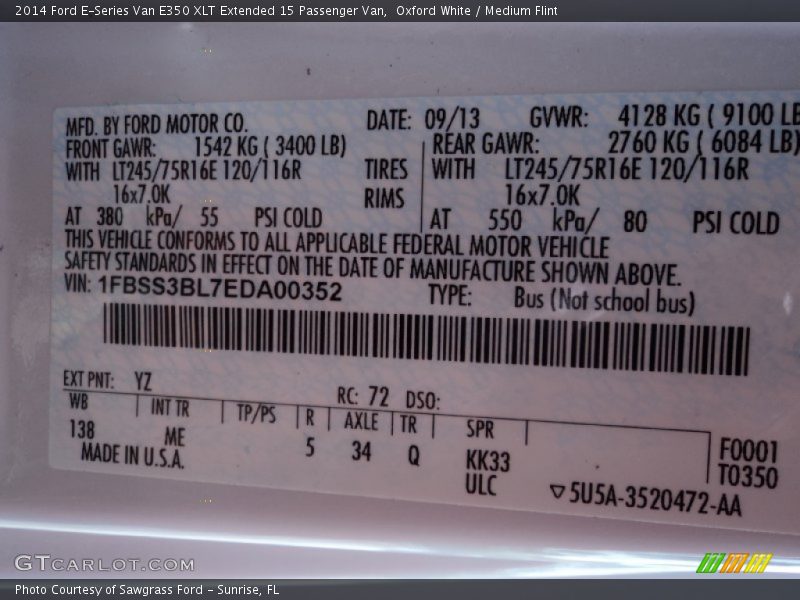 2014 Ford E-Series Van E350 XLT Extended 15 Passenger Van, Oxford White / Medium Flint
MFD. BY FORD MOTOR CO. DATE: 09/13 GVWR: 4128 KG ( 9100 LB
FRONT GAWR: 1542 KG ( 3400 LB) REAR GAWR: 2760 KG ( 6084 LB)
WITH LT245/75R16E 120/116R TIRES WITH LT245/75R16E 120/116R
16x7.0K RIMS 16x7.0K
AT 380 kPa/ 55 PSI COLD AT 550 kPa/ 80 PSI COLD
THIS VEHICLE CONFORMS TO ALL APPLICABLE FEDERAL MOTOR VEHICLE
SAFETY STANDARDS IN EFFECT ON THE DATE OF MANUFACTURE SHOWN ABOVE.
VIN: 1FBSS3BL7EDA00352 TYPE: Bus (Not school bus)
EXT PNT: YZ RC: 72 DSO:
WB INT TR TP/PS R AXLE TR SPR
138 ME 5 34 Q KK33 F0001
MADE IN U.S.A. ULC T0350
5U5A-3520472-AA
GTCARLOT.COM
Photo Courtesy of Sawgrass Ford - Sunrise, FL